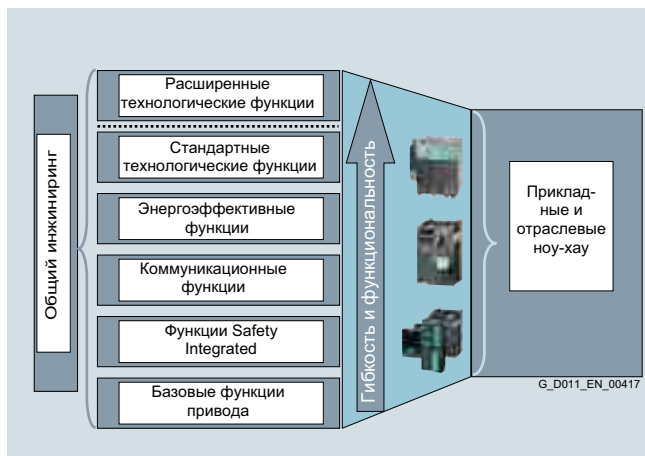 Общий инжиниринг
Расширенные
технологические функции
Стандартные
технологические функции
Энергоэффективные
функции
Коммуникационные
функции
Функции Safety
Integrated
Базовые функции
привода
Гибкость и функциональность
Приклад-
ные и
отраслевые
ноу-хау
G_D011_EN_00417